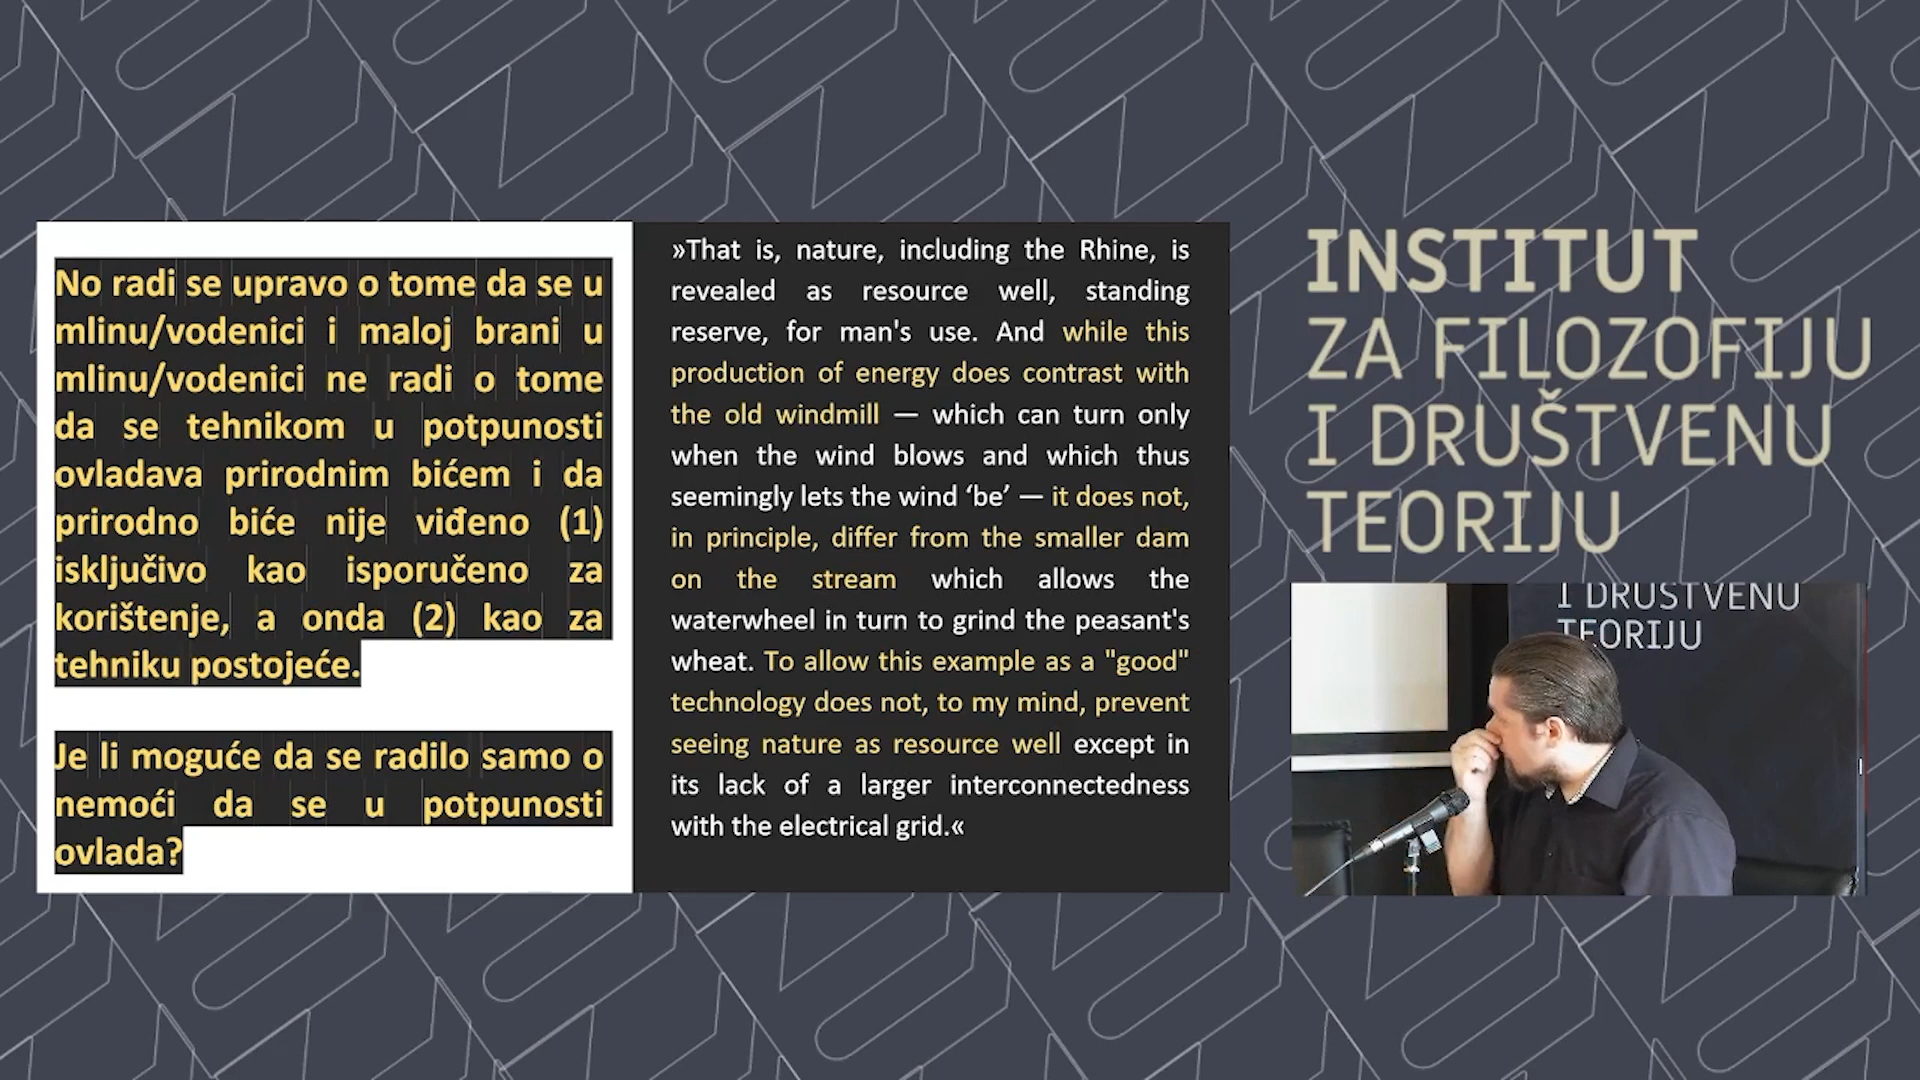 No radi se upravo o tome da se u
mlinu/vodenici i maloj brani u
mlinu/vodenici ne radi o tome
da se tehnikom u potpunosti
ovladava prirodnim bićem i da
prirodno biće nije viđeno (1)
isključivo kao isporučeno za
korištenje, a onda (2) kao za
tehniku postojeće.
Je li moguće da se radilo samo o
nemoći da se u potpunosti
ovlada?
»That is, nature, including the Rhine, is
revealed as resource well, standing
reserve, for man's use. And while this
production of energy does contrast with
the old windmill — which can turn only
when the wind blows and which thus
seemingly lets the wind ‘be’ — it does not,
in principle, differ from the smaller dam
on the stream which allows the
waterwheel in turn to grind the peasant's
wheat. To allow this example as a "good"
technology does not, to my mind, prevent
seeing nature as resource well except in
its lack of a larger interconnectedness
with the electrical grid.«
INSTITUT
ZA FILOZOFIJU
I DRUŠTVENU
TEORIJU
I DRUŠTVENU
TEORIJU